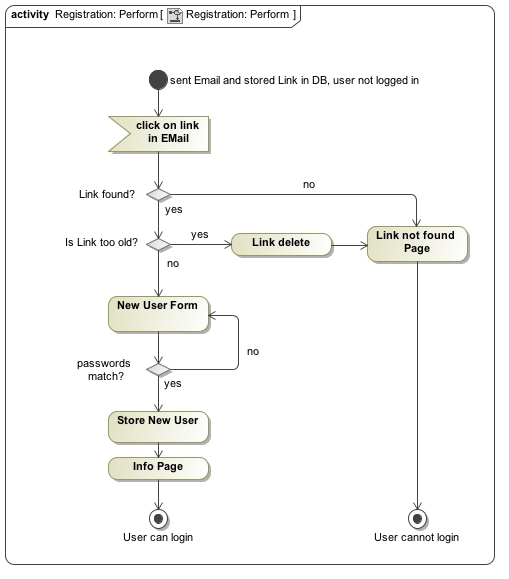 activity Registration: Perform [ Registration: Perform ]
sent Email and stored Link in DB, user not logged in
click on link
in EMail
Link found?
no
yes
Is Link too old?
yes
Link delete
Link not found
Page
no
New User Form
no
passwords
match?
yes
Store New User
Info Page
User can login
User cannot login